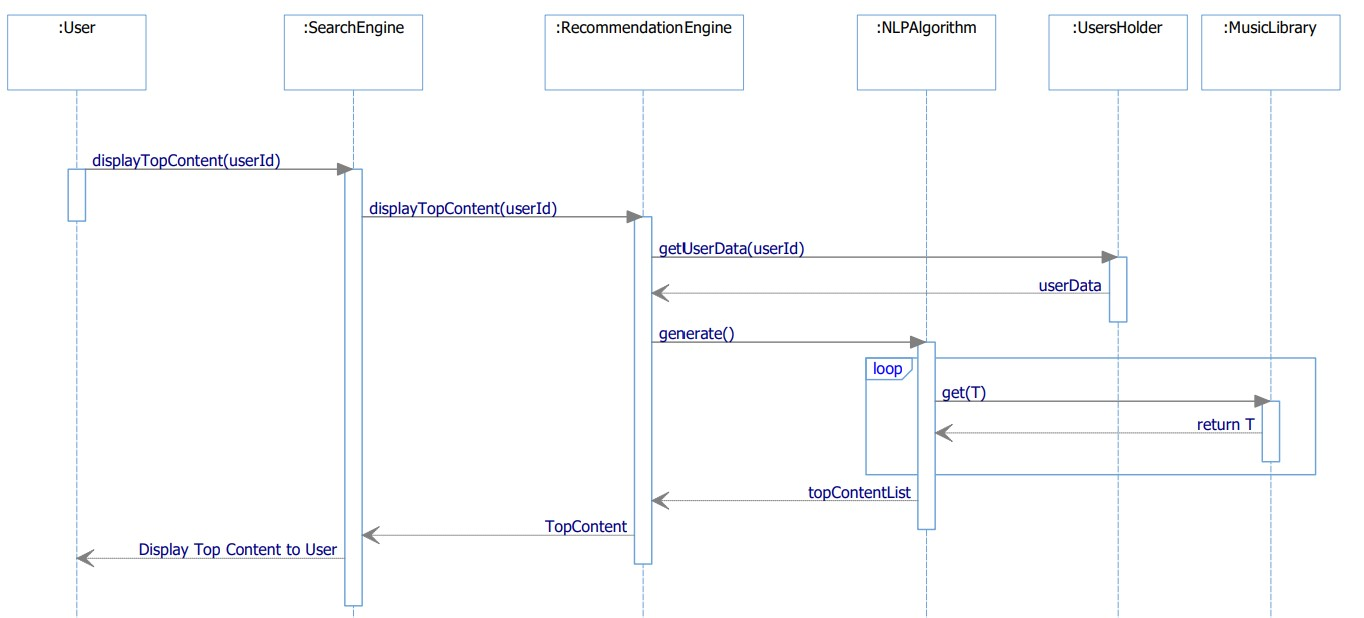 :User
:SearchEngine
:RecommendationEngine
:NLPAlgorithm
:UsersHolder
:MusicLibrary
displayTopContent(userId)
displayTopContent(userId)
getUserData(userId)
userData
generate()
loop
get(T)
return T
topContentList
TopContent
Display Top Content to User